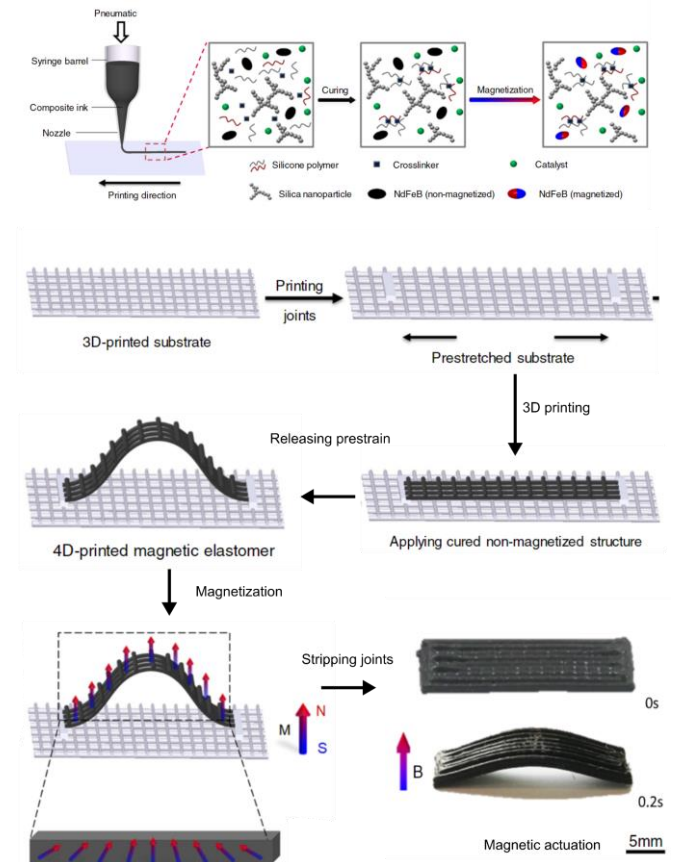 Pneumatic
Syringe barrel
Composite ink
Nozzle
Printing direction
Curing
Magnetization
Silicone polymer
Crosslinker
Catalyst
Silica nanoparticle
NdFeB (non-magnetized)
NdFeB (magnetized)
3D-printed substrate
Printing
joints
Prestretched substrate
3D printing
Releasing prestrain
4D-printed magnetic elastomer
Applying cured non-magnetized structure
Magnetization
M
N
S
Stripping joints
0s
B
0.2s
Magnetic actuation
5mm